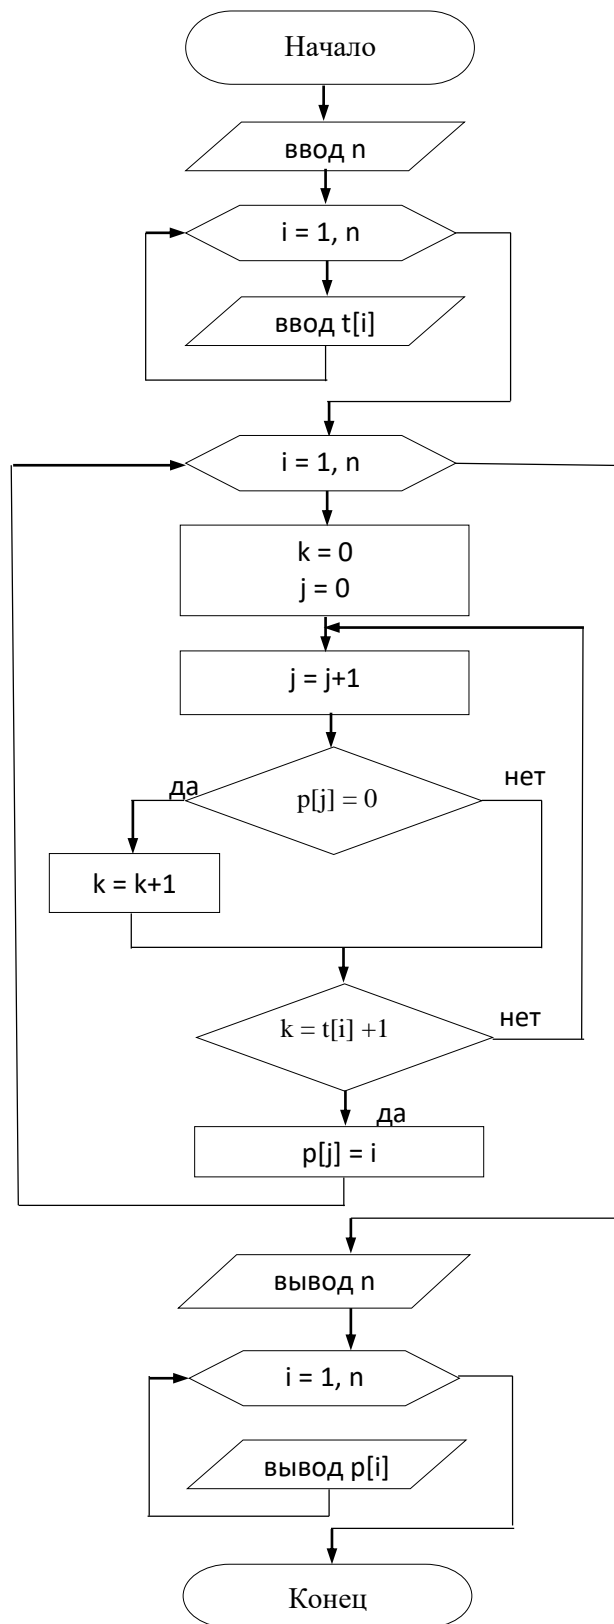 Начало
ввод n
i = 1, n
ввод t[i]
i = 1, n
k = 0
j = 0
j = j+1
да
p[j] = 0
нет
k = k+1
k = t[i] +1
нет
да
p[j] = i
вывод n
i = 1, n
вывод p[i]
Конец